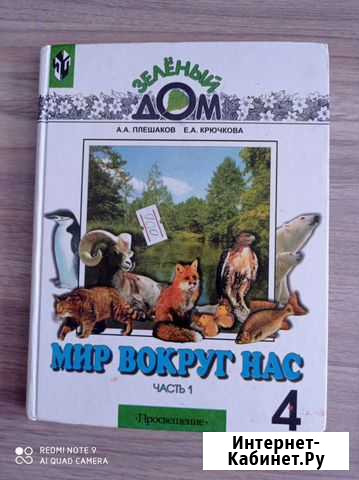 ЗЕЛЁНЫЙ
ДОМ
А.А. ПЛЕШАКОВ Е.А. КРЮЧКОВА
МИР ВОКРУГ НАС
ЧАСТЬ 1
4
·Просвещение·
REDMI NOTE 9
AI QUAD CAMERA
Интернет-
Кабинет.Ру